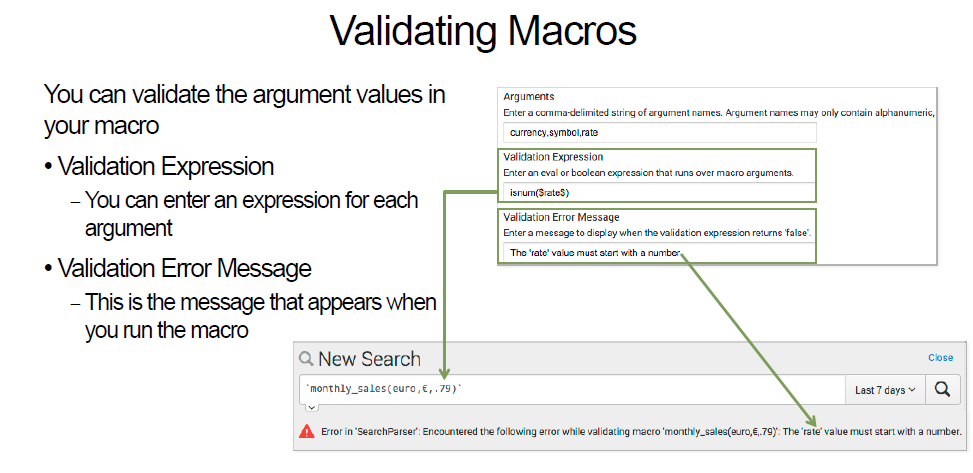 Validating Macros
You can validate the argument values in
your macro
• Validation Expression
– You can enter an expression for each
argument
• Validation Error Message
– This is the message that appears when
you run the macro
Arguments
Enter a comma-delimited string of argument names. Argument names may only contain alphanumeric,
currency,symbol,rate
Validation Expression
Enter an eval or boolean expression that runs over macro arguments.
isnum($rate$)
Validation Error Message
Enter a message to display when the validation expression returns 'false'.
The 'rate' value must start with a number
New Search
Close
`monthly_sales(euro,€,.79)`
Last 7 days
Error in 'SearchParser': Encountered the following error while validating macro 'monthly_sales(euro,€,.79)': The 'rate' value must start with a number.